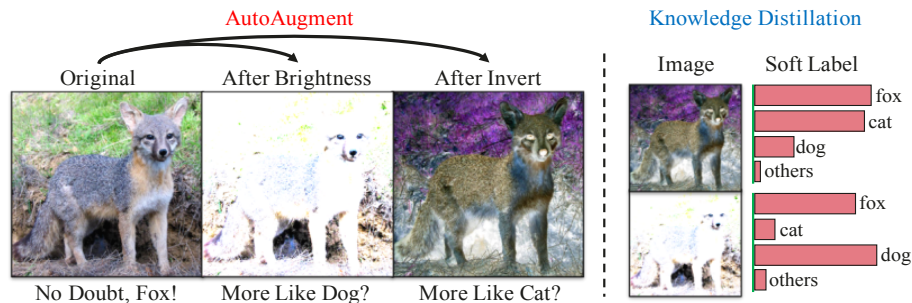 AutoAugment
Original
After Brightness
After Invert
No Doubt, Fox!
More Like Dog?
More Like Cat?
Knowledge Distillation
Image
Soft Label
fox
cat
dog
others
fox
cat
dog
others